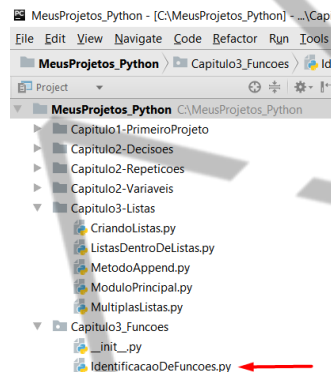 MeusProjetos_Python - [C:\MeusProjetos_Python] - ...\Cap
File Edit View Navigate Code Refactor Run Tools
MeusProjetos_Python Capitulo3_Funcoes Id
Project
MeusProjetos_Python C:\MeusProjetos_Python
Capitulo1-PrimeiroProjeto
Capitulo2-Decisoes
Capitulo2-Repeticoes
Capitulo2-Variaveis
Capitulo3-Listas
CriandoListas.py
ListasDentroDeListas.py
MetodoAppend.py
ModuloPrincipal.py
MultiplasListas.py
Capitulo3_Funcoes
__init__.py
IdentificacaoDeFuncoes.py